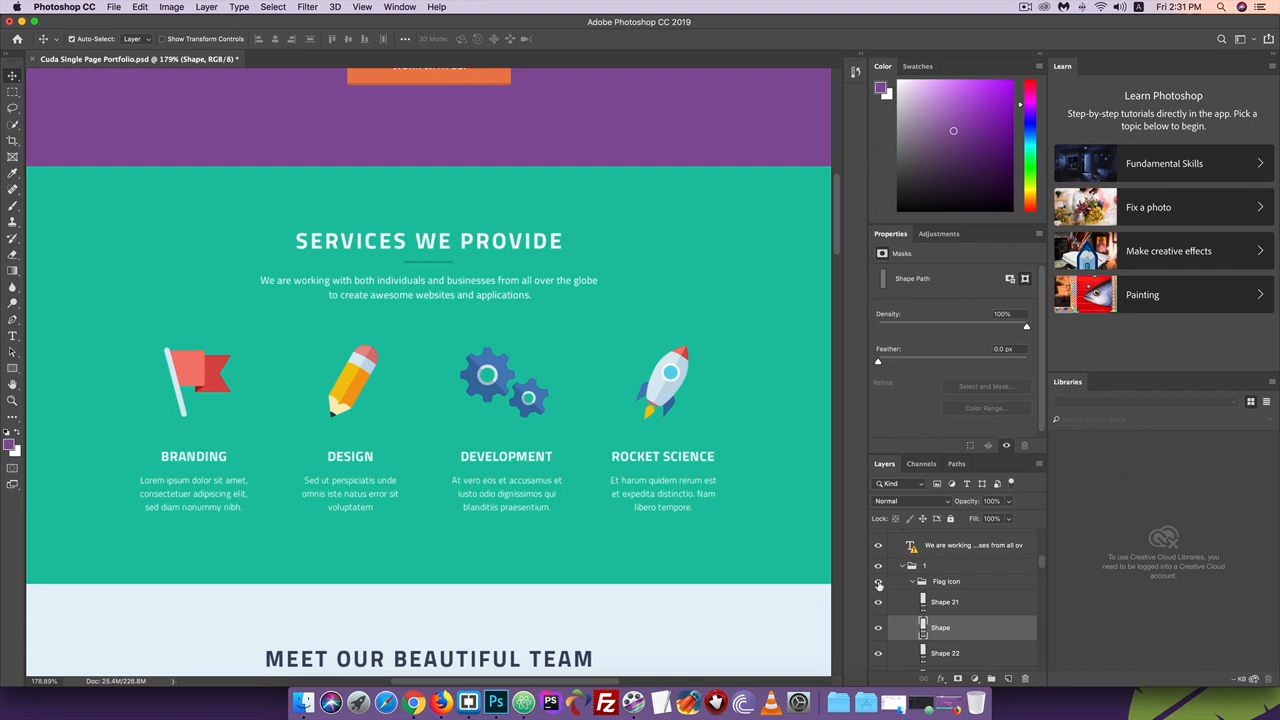 Photoshop CC File Edit Image Layer Type Select Filter 3D View Window Help Fri 2:31 PM
Adobe Photoshop CC 2019
Auto-Select: Layer Show Transform Controls 3D Mode:
Cuda Single Page Portfolio.psd @ 179% (Shape, RGB/8) *
Color Swatches
Learn
Learn Photoshop
Step-by-step tutorials directly in the app. Pick a
topic below to begin.
Fundamental Skills
Fix a photo
Make creative effects
Painting
SERVICES WE PROVIDE
We are working with both individuals and businesses from all over the globe
to create awesome websites and applications.
BRANDING DESIGN DEVELOPMENT ROCKET SCIENCE
Lorem ipsum dolor sit amet,
consectetuer adipiscing elit,
sed diam nonummy nibh.
Sed ut perspiciatis unde
omnis iste natus error sit
voluptatem
At vero eos et accusamus et
iusto odio dignissimos qui
blanditiis praesentium.
Et harum quidem rerum est
et expedita distinctio. Nam
libero tempore.
MEET OUR BEAUTIFUL TEAM
Properties Adjustments
Masks
Shape Path
Density: 100%
Feather: 0.0 px
Refine: Select and Mask...
Color Range...
Layers Channels Paths
Kind
Normal Opacity: 100%
Lock: Fill: 100%
We are working ...ses from all ov
1
Flag icon
Shape 21
Shape
Shape 22
Libraries
Search Adobe Stock
To use Creative Cloud Libraries, you
need to be logged into a Creative Cloud
account.
-- KB
178.89% Doc: 25.4M/226.8M